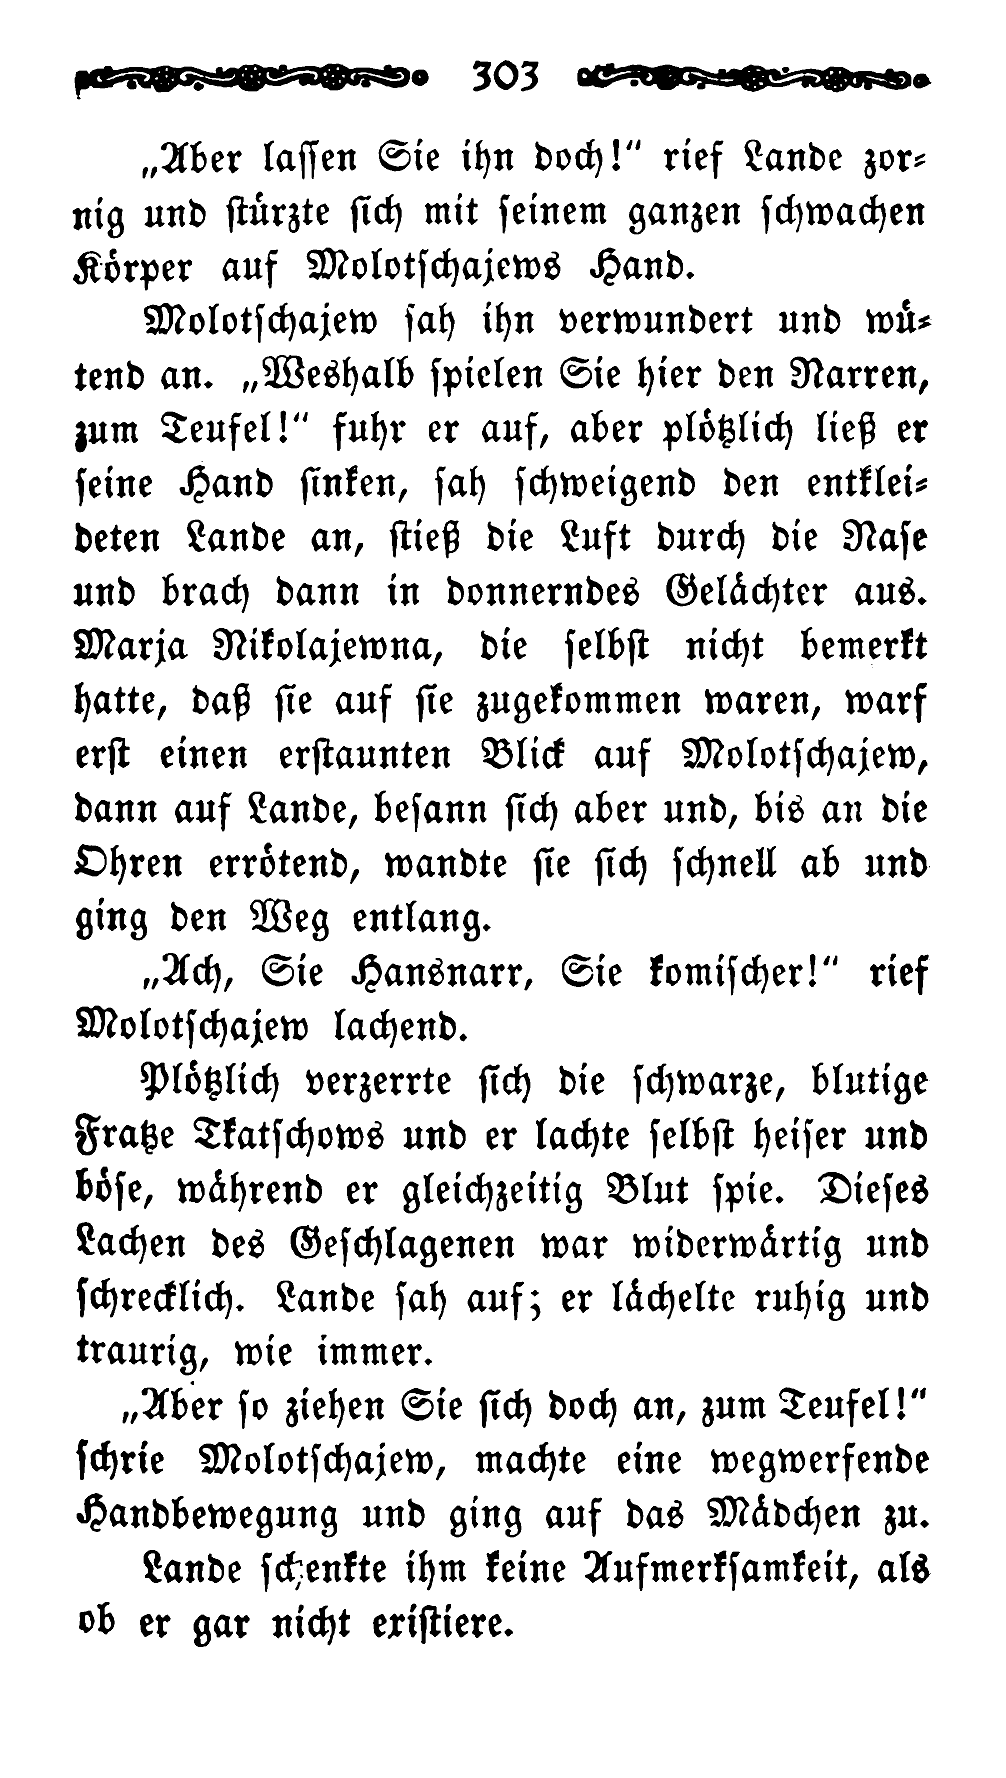 303
„Aber lassen Sie ihn doch!“ rief Lande zor-
nig und stürzte sich mit seinem ganzen schwachen
Körper auf Molotschajews Hand.
Molotschajew sah ihn verwundert und wü-
tend an. „Weshalb spielen Sie hier den Narren,
zum Teufel!“ fuhr er auf, aber plötzlich ließ er
seine Hand sinken, sah schweigend den entklei-
deten Lande an, stieß die Luft durch die Nase
und brach dann in donnerndes Gelächter aus.
Marja Nikolajewna, die selbst nicht bemerkt
hatte, daß sie auf sie zugekommen waren, warf
erst einen erstaunten Blick auf Molotschajew,
dann auf Lande, besann sich aber und, bis an die
Ohren errötend, wandte sie sich schnell ab und
ging den Weg entlang.
„Ach, Sie Hansnarr, Sie komischer!“ rief
Molotschajew lachend.
Plötzlich verzerrte sich die schwarze, blutige
Fratze Tkatschows und er lachte selbst heiser und
böse, während er gleichzeitig Blut spie. Dieses
Lachen des Geschlagenen war widerwärtig und
schrecklich. Lande sah auf; er lächelte ruhig und
traurig, wie immer.
„Aber so ziehen Sie sich doch an, zum Teufel!“
schrie Molotschajew, machte eine wegwerfende
Handbewegung und ging auf das Mädchen zu.
Lande schenkte ihm keine Aufmerksamkeit, als
ob er gar nicht existiere.